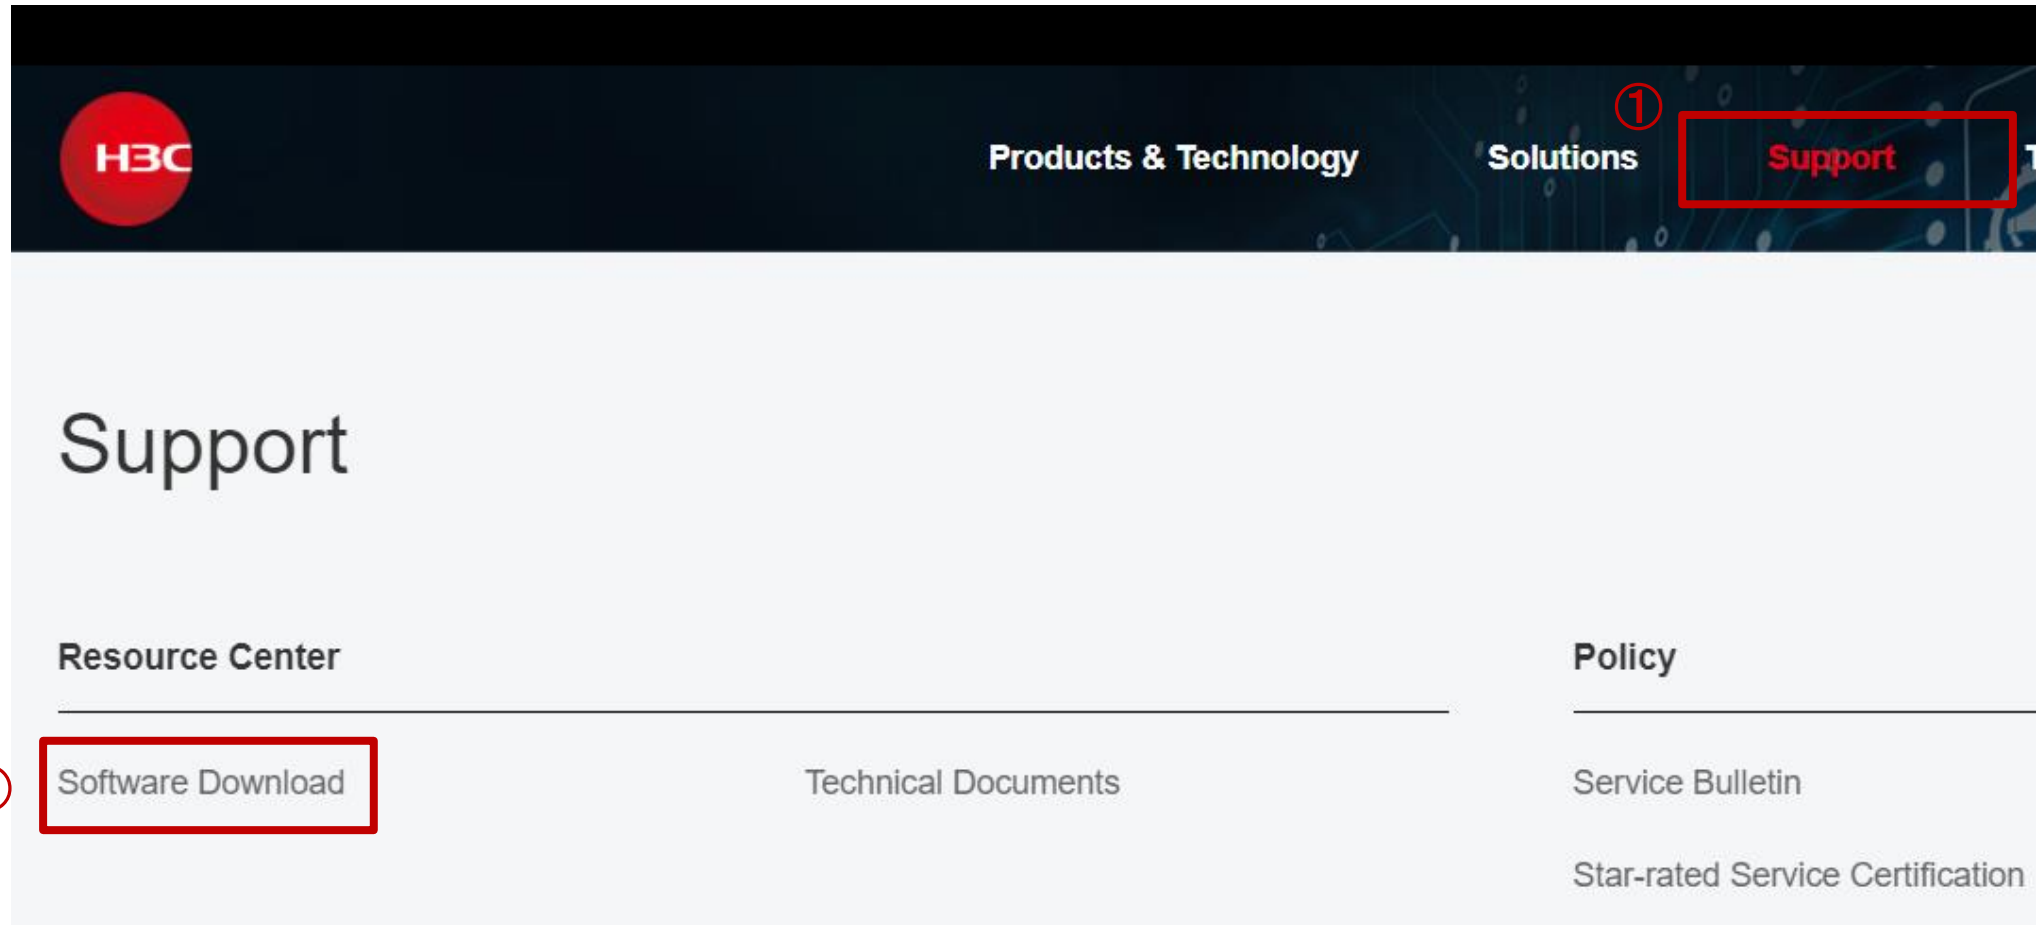 ①
H3C
Products & Technology Solutions Support
Support
Resource Center Policy
Software Download Technical Documents Service Bulletin
Star-rated Service Certification